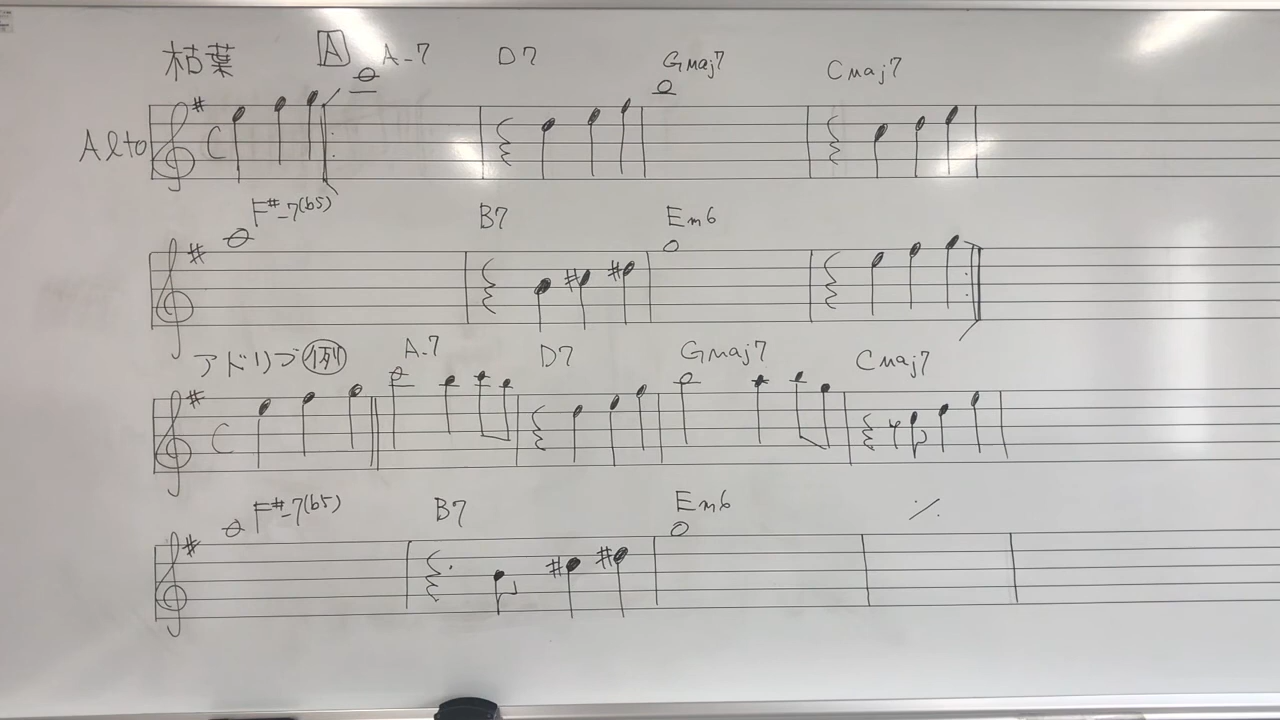 枯葉 A A-7 D7 Gmaj7 Cmaj7
Alto
F#-7(b5) B7 Em6
アドリブ 例 A-7 D7 Gmaj7 Cmaj7
F#-7(b5) B7 Em6 ٪